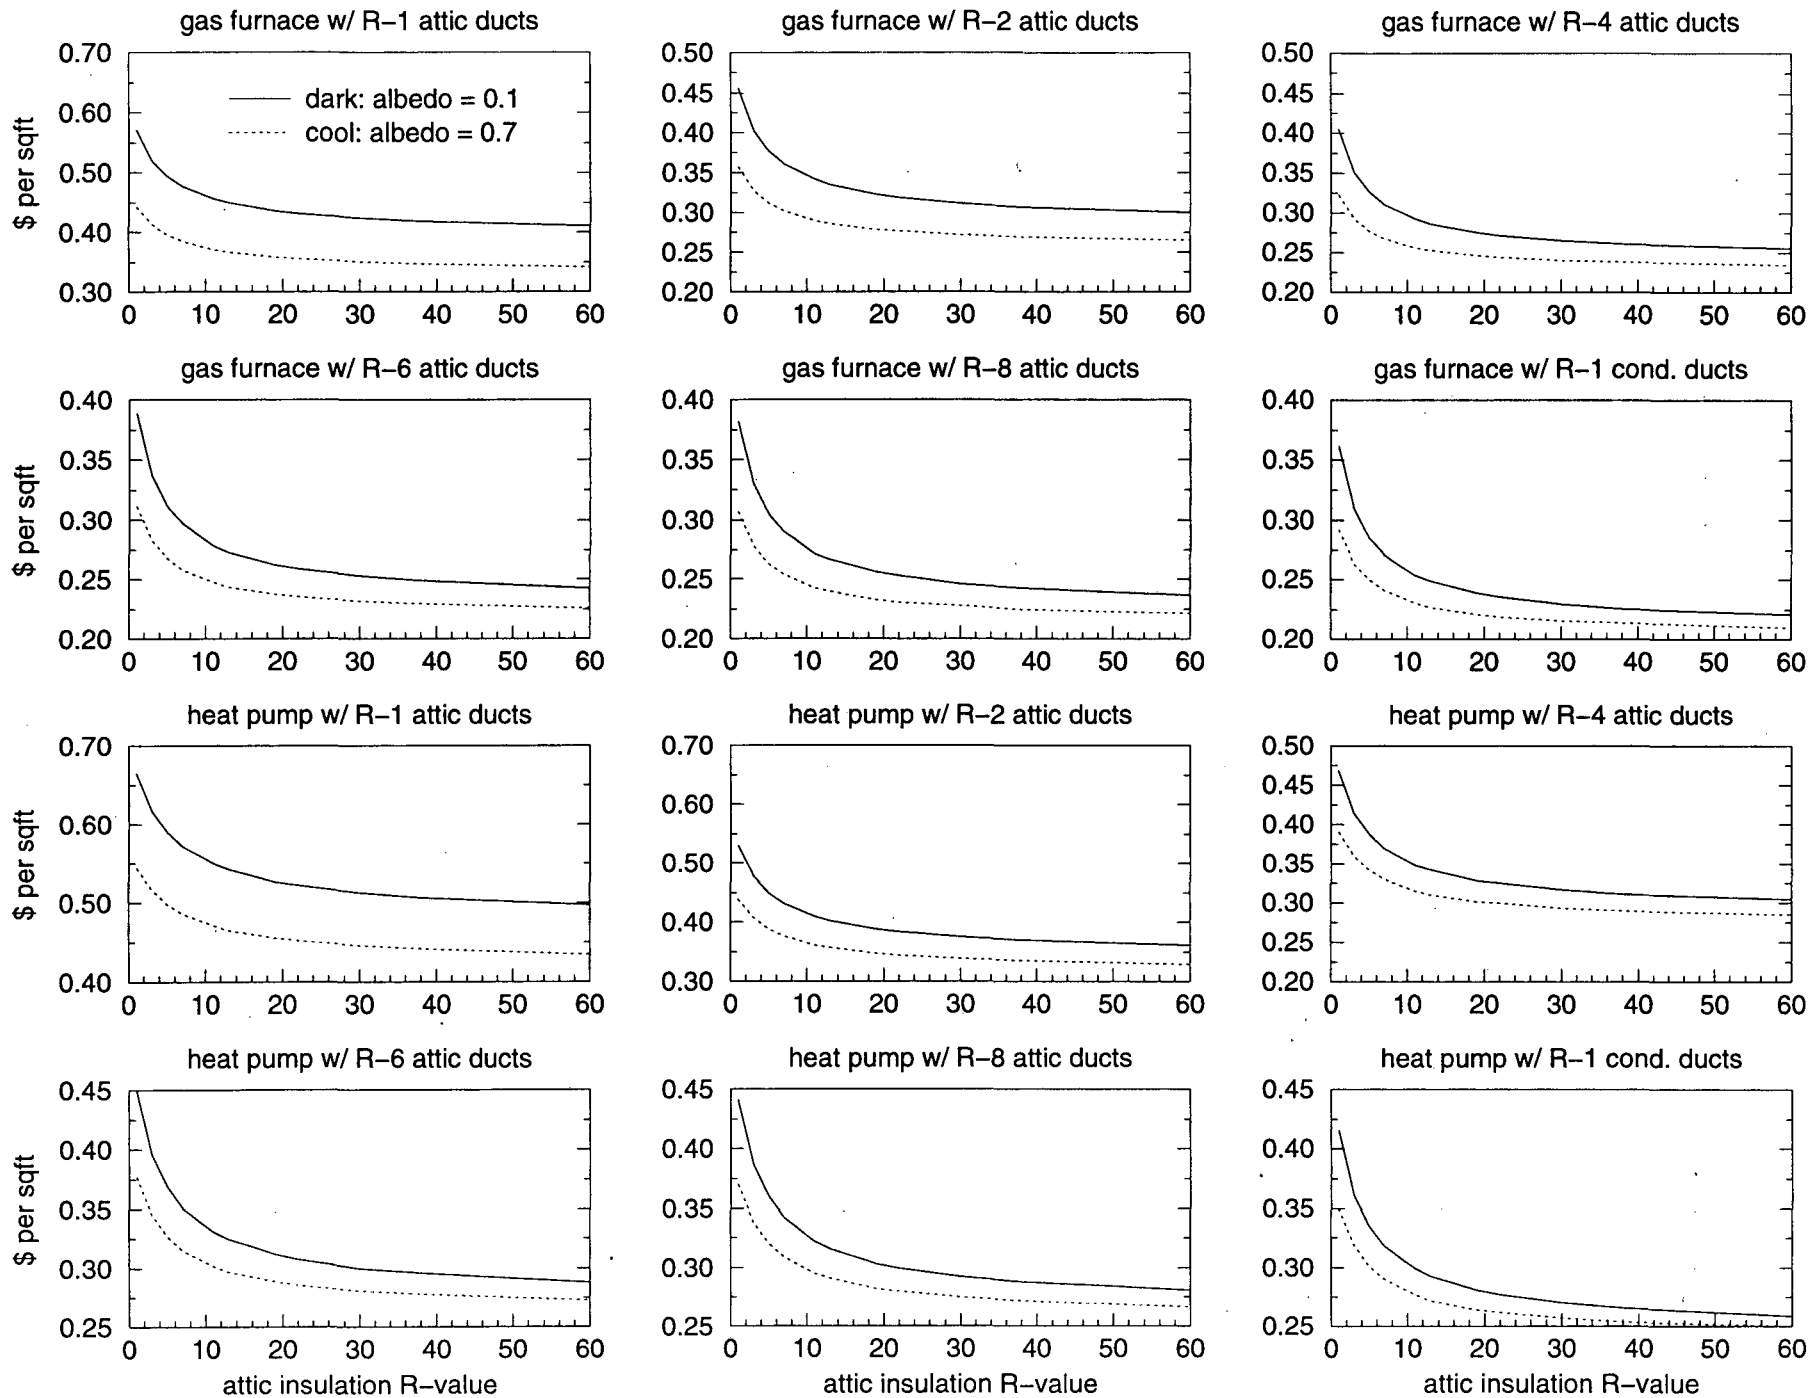 gas furnace w/ R−1 attic ducts
gas furnace w/ R−2 attic ducts
gas furnace w/ R−4 attic ducts
0.70
0.60
0.50
0.40
0.30
$ per sqft
dark: albedo = 0.1
cool: albedo = 0.7
0 10 20 30 40 50 60
0.50
0.45
0.40
0.35
0.30
0.25
0.20
0 10 20 30 40 50 60
0.50
0.45
0.40
0.35
0.30
0.25
0.20
0 10 20 30 40 50 60
gas furnace w/ R−6 attic ducts
gas furnace w/ R−8 attic ducts
gas furnace w/ R−1 cond. ducts
0.40
0.35
0.30
0.25
0.20
$ per sqft
0 10 20 30 40 50 60
0.40
0.35
0.30
0.25
0.20
0 10 20 30 40 50 60
0.40
0.35
0.30
0.25
0.20
0 10 20 30 40 50 60
heat pump w/ R−1 attic ducts
heat pump w/ R−2 attic ducts
heat pump w/ R−4 attic ducts
0.70
0.60
0.50
0.40
$ per sqft
0 10 20 30 40 50 60
0.70
0.60
0.50
0.40
0.30
0 10 20 30 40 50 60
0.50
0.45
0.40
0.35
0.30
0.25
0.20
0 10 20 30 40 50 60
heat pump w/ R−6 attic ducts
heat pump w/ R−8 attic ducts
heat pump w/ R−1 cond. ducts
0.45
0.40
0.35
0.30
0.25
$ per sqft
0 10 20 30 40 50 60
attic insulation R−value
0.45
0.40
0.35
0.30
0.25
0 10 20 30 40 50 60
attic insulation R−value
0.45
0.40
0.35
0.30
0.25
0 10 20 30 40 50 60
attic insulation R−value